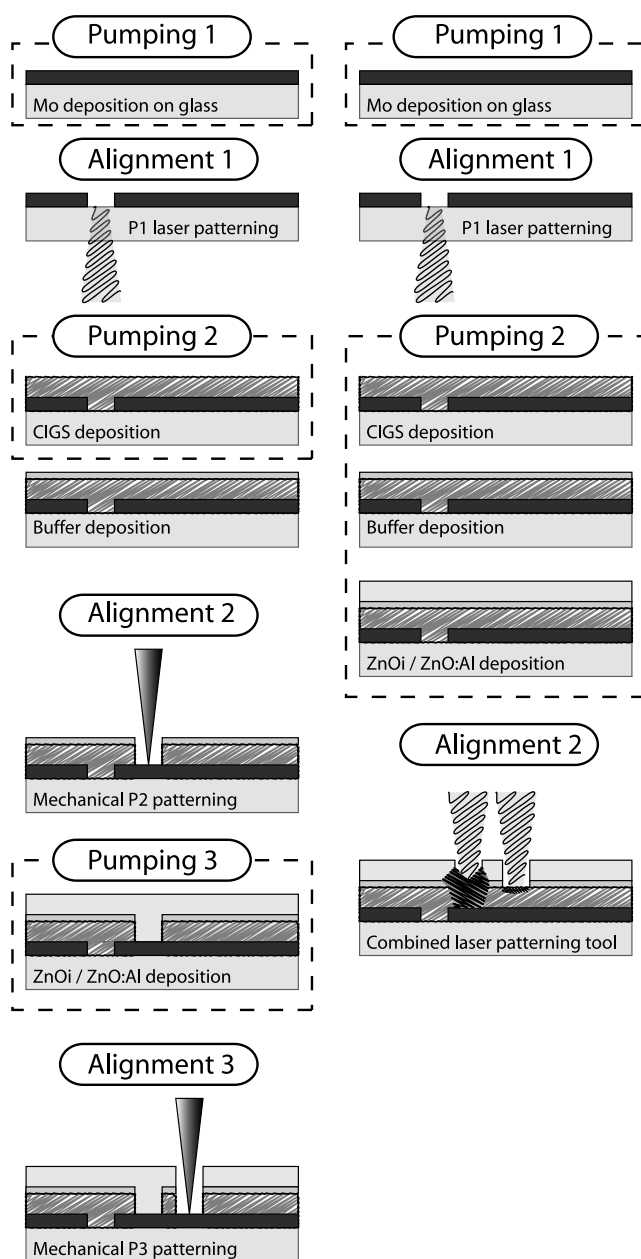 Pumping 1
Mo deposition on glass
Alignment 1
P1 laser patterning
Pumping 2
CIGS deposition
Buffer deposition
Alignment 2
Mechanical P2 patterning
Pumping 3
ZnOi / ZnO:Al deposition
Alignment 3
Mechanical P3 patterning
Pumping 1
Mo deposition on glass
Alignment 1
P1 laser patterning
Pumping 2
CIGS deposition
Buffer deposition
ZnOi / ZnO:Al deposition
Alignment 2
Combined laser patterning tool